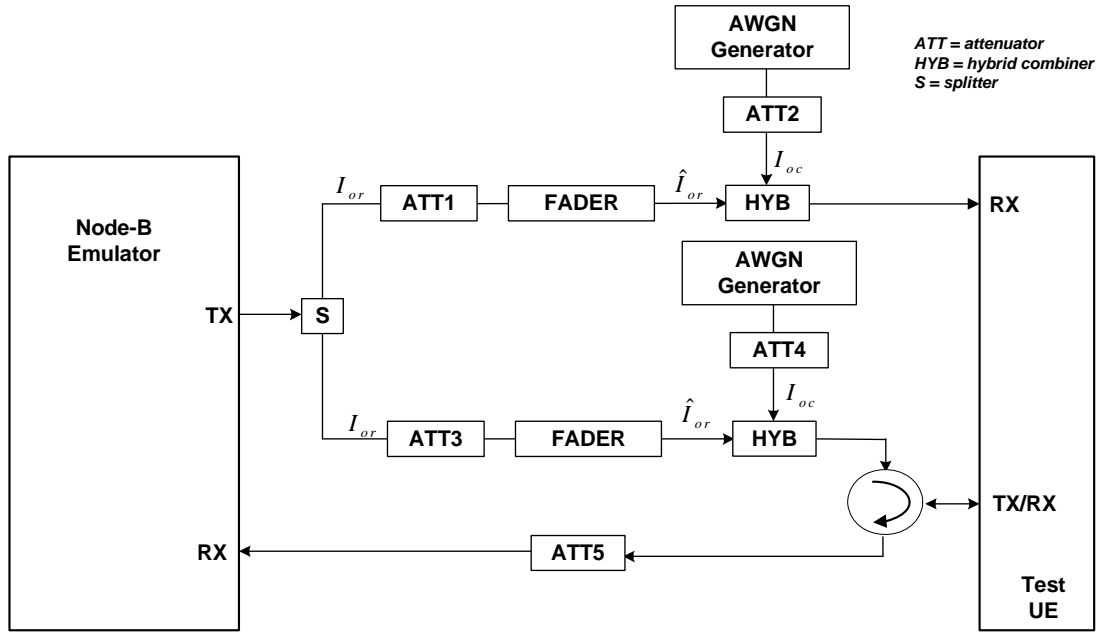 AWGN
Generator
ATT = attenuator
HYB = hybrid combiner
S = splitter
ATT2
I_oc
I_or
ATT1
FADER
Î_or
HYB
RX
Node-B
Emulator
AWGN
Generator
TX
S
ATT4
I_oc
I_or
ATT3
FADER
Î_or
HYB
TX/RX
RX
ATT5
Test
UE